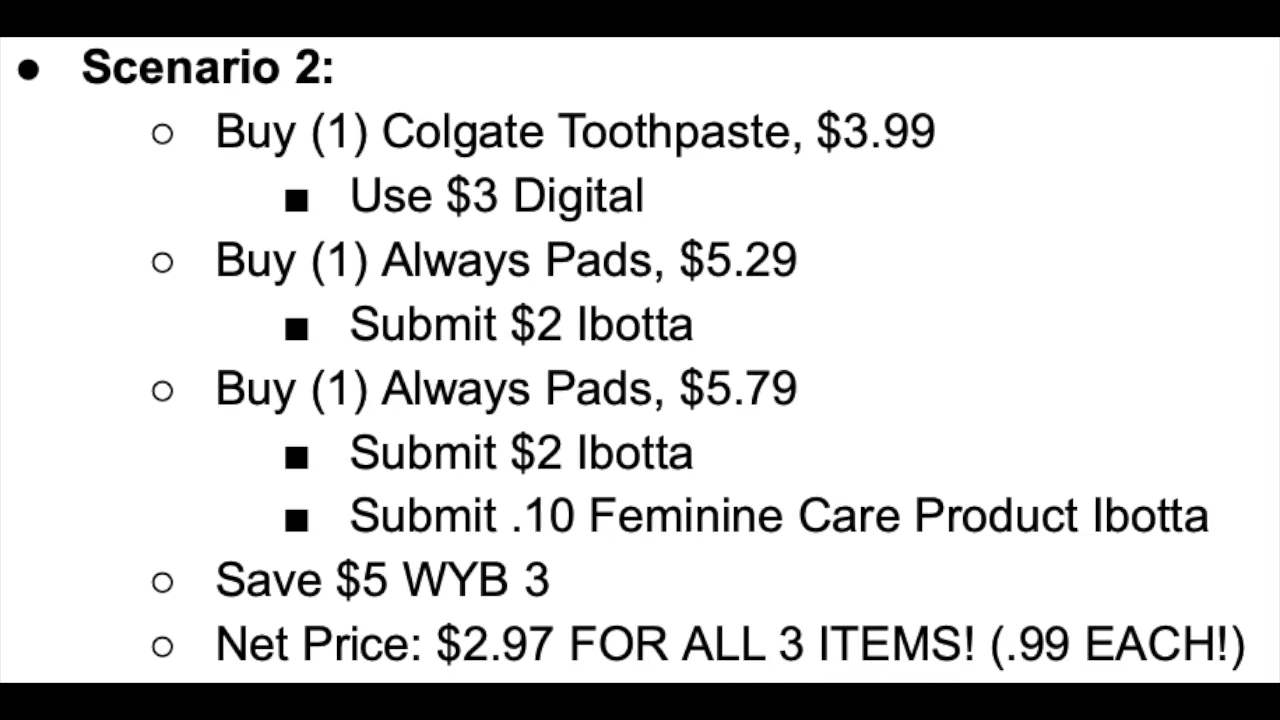 ● Scenario 2:
○ Buy (1) Colgate Toothpaste, $3.99
■ Use $3 Digital
○ Buy (1) Always Pads, $5.29
■ Submit $2 Ibotta
○ Buy (1) Always Pads, $5.79
■ Submit $2 Ibotta
■ Submit .10 Feminine Care Product Ibotta
○ Save $5 WYB 3
○ Net Price: $2.97 FOR ALL 3 ITEMS! (.99 EACH!)